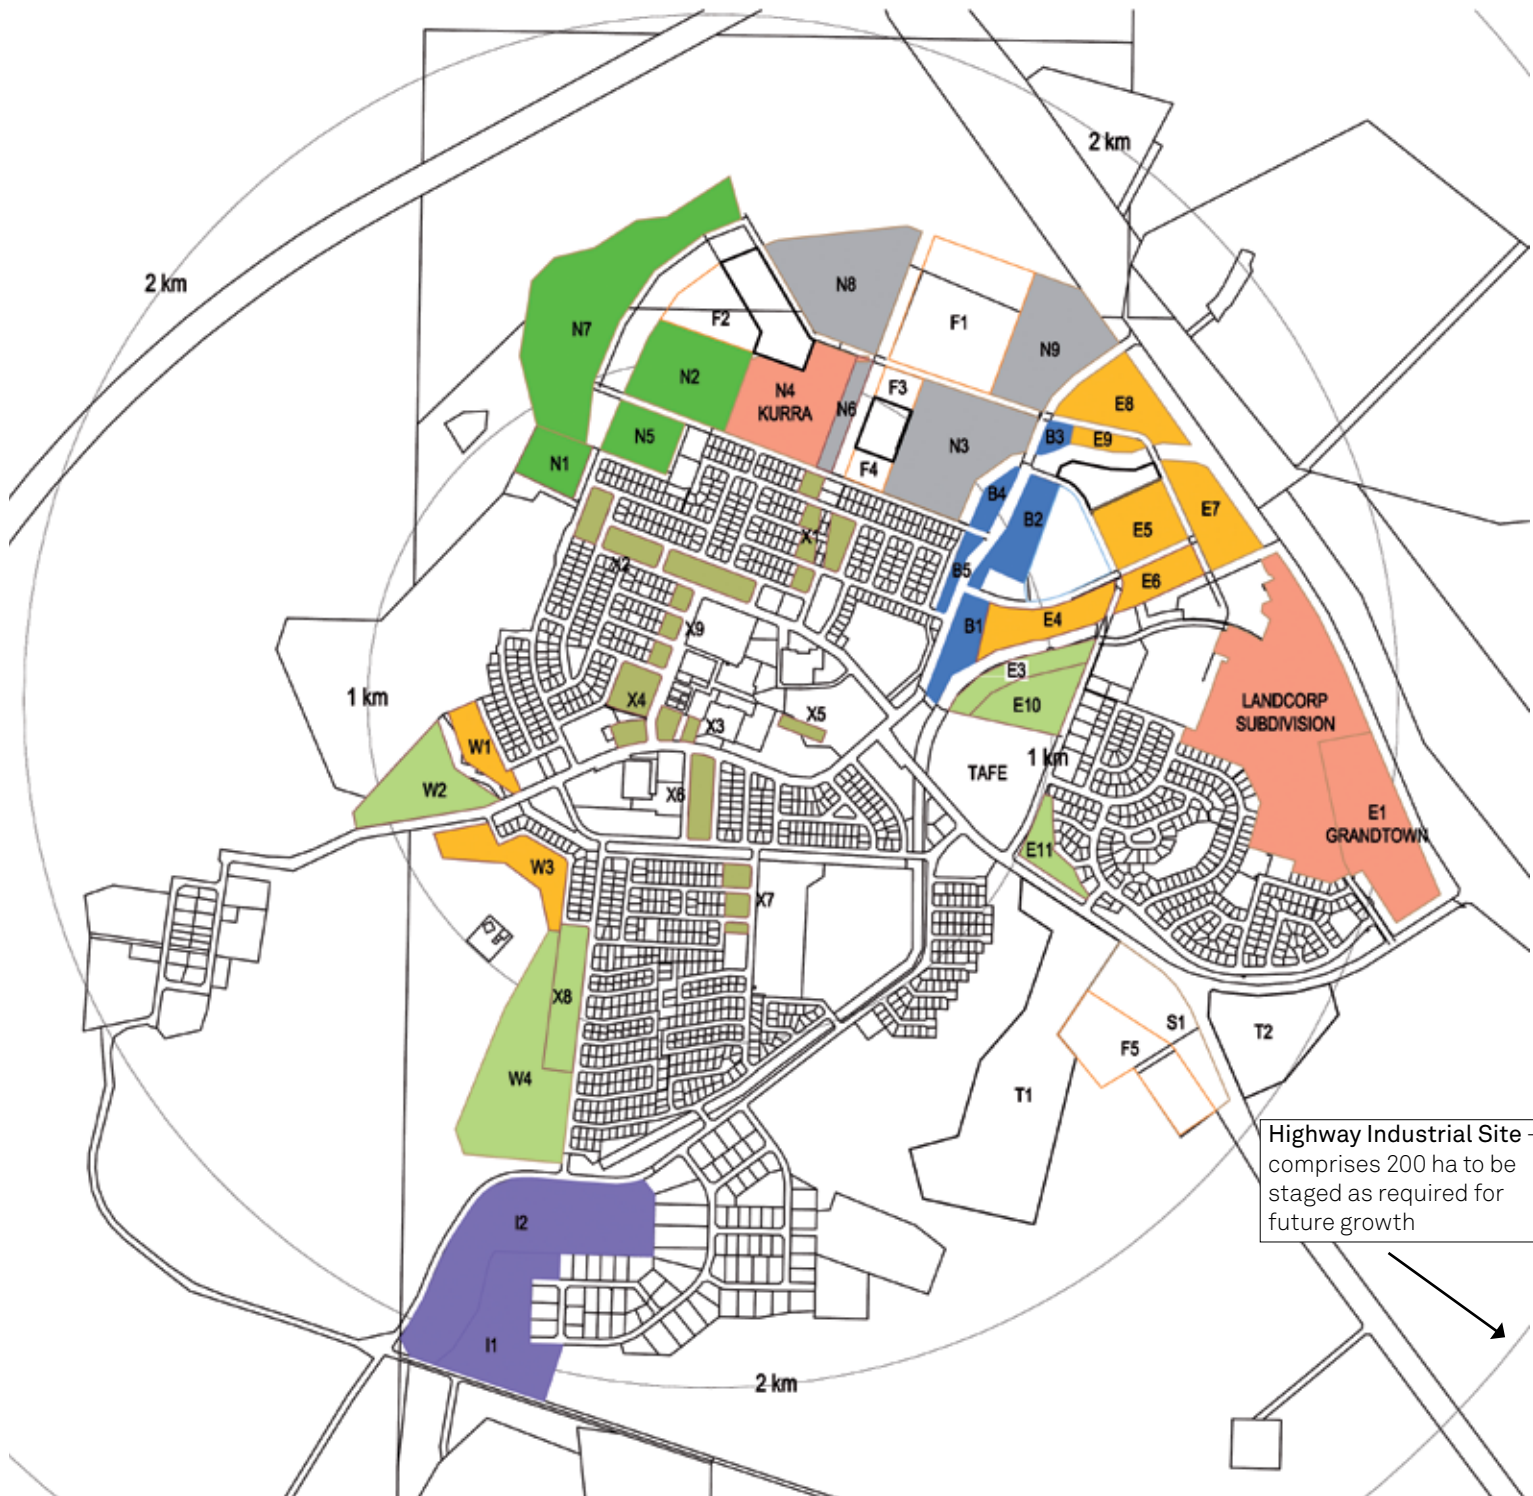 2 km
2 km
N8
N7
F2
F1
N9
N2
N4
KURRA
N6
F3
E8
N5
N3
B3
E9
N1
F4
B4
B2
E7
E5
X1
X2
B5
E6
X9
B1
E4
E3
1 km
X4
X3
X5
E10
LANDCORP
SUBDIVISION
W1
1 km
W2
X6
TAFE
E1
GRANDTOWN
W3
E11
X7
X8
S1
F5
T2
W4
T1
Highway Industrial Site -
comprises 200 ha to be
staged as required for
future growth
I2
I1
2 km